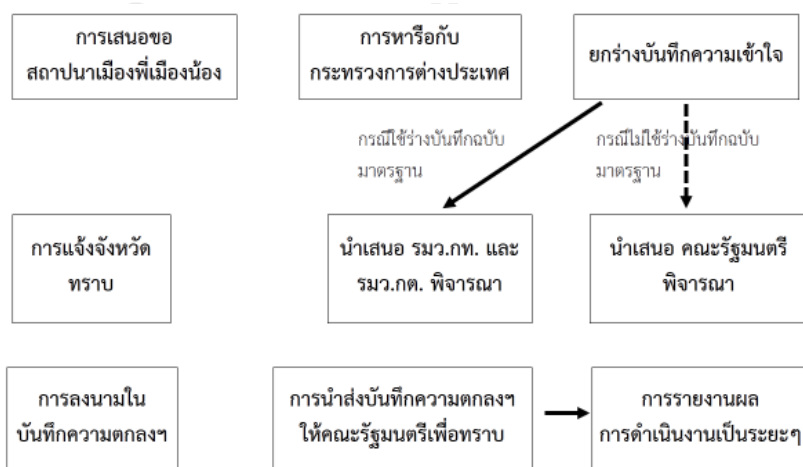 การเสนอขอ
สถาปนาเมืองพี่เมืองน้อง
การหารือกับ
กระทรวงการต่างประเทศ
ยกร่างบันทึกความเข้าใจ
กรณีใช้ร่างบันทึกฉบับ
มาตรฐาน
กรณีไม่ใช้ร่างบันทึกฉบับ
มาตรฐาน
การแจ้งจังหวัด
ทราบ
นำเสนอ รมว.กท. และ
รมว.กต. พิจารณา
นำเสนอ คณะรัฐมนตรี
พิจารณา
การลงนามใน
บันทึกความตกลงฯ
การนำส่งบันทึกความตกลงฯ
ให้คณะรัฐมนตรีเพื่อทราบ
การรายงานผล
การดำเนินงานเป็นระยะๆ